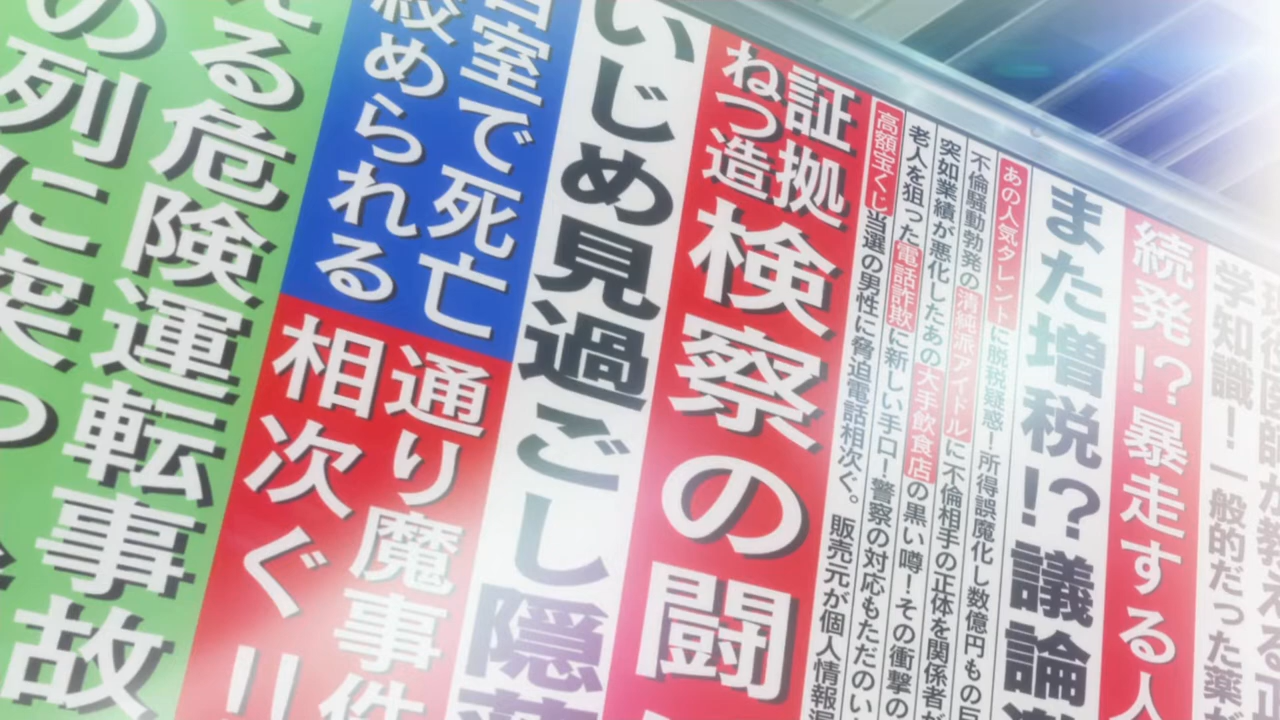 学知識！一般的だった薬
続発!?暴走する人
また増税!?議論
あの人気タレントに脱税疑惑！所得誤魔化し数億円もの巨
不倫騒動勃発の清純派アイドルに不倫相手の正体を関係者が
突如業績が悪化したあの大手飲食店の黒い噂！その衝撃の
老人を狙った電話詐欺に新しい手口！警察の対応もただのい
高額宝くじ当選の男性に脅迫電話相次ぐ。販売元が個人情報漏
証拠
ねつ造
検察の闇
いじめ見過ごし隠
室で死亡
絞められる
通り魔事件
相次ぐ!!
える危険運転事故
の列に突っ